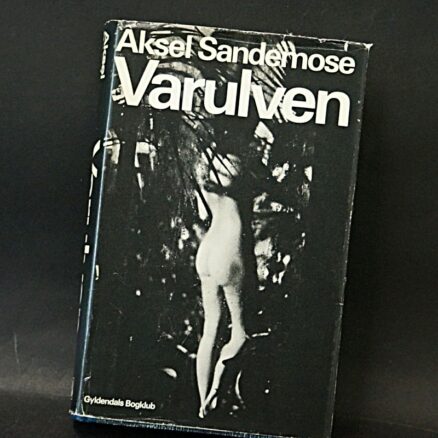 Aksel Sandemose
Varulven
Gyldendals Bogklub